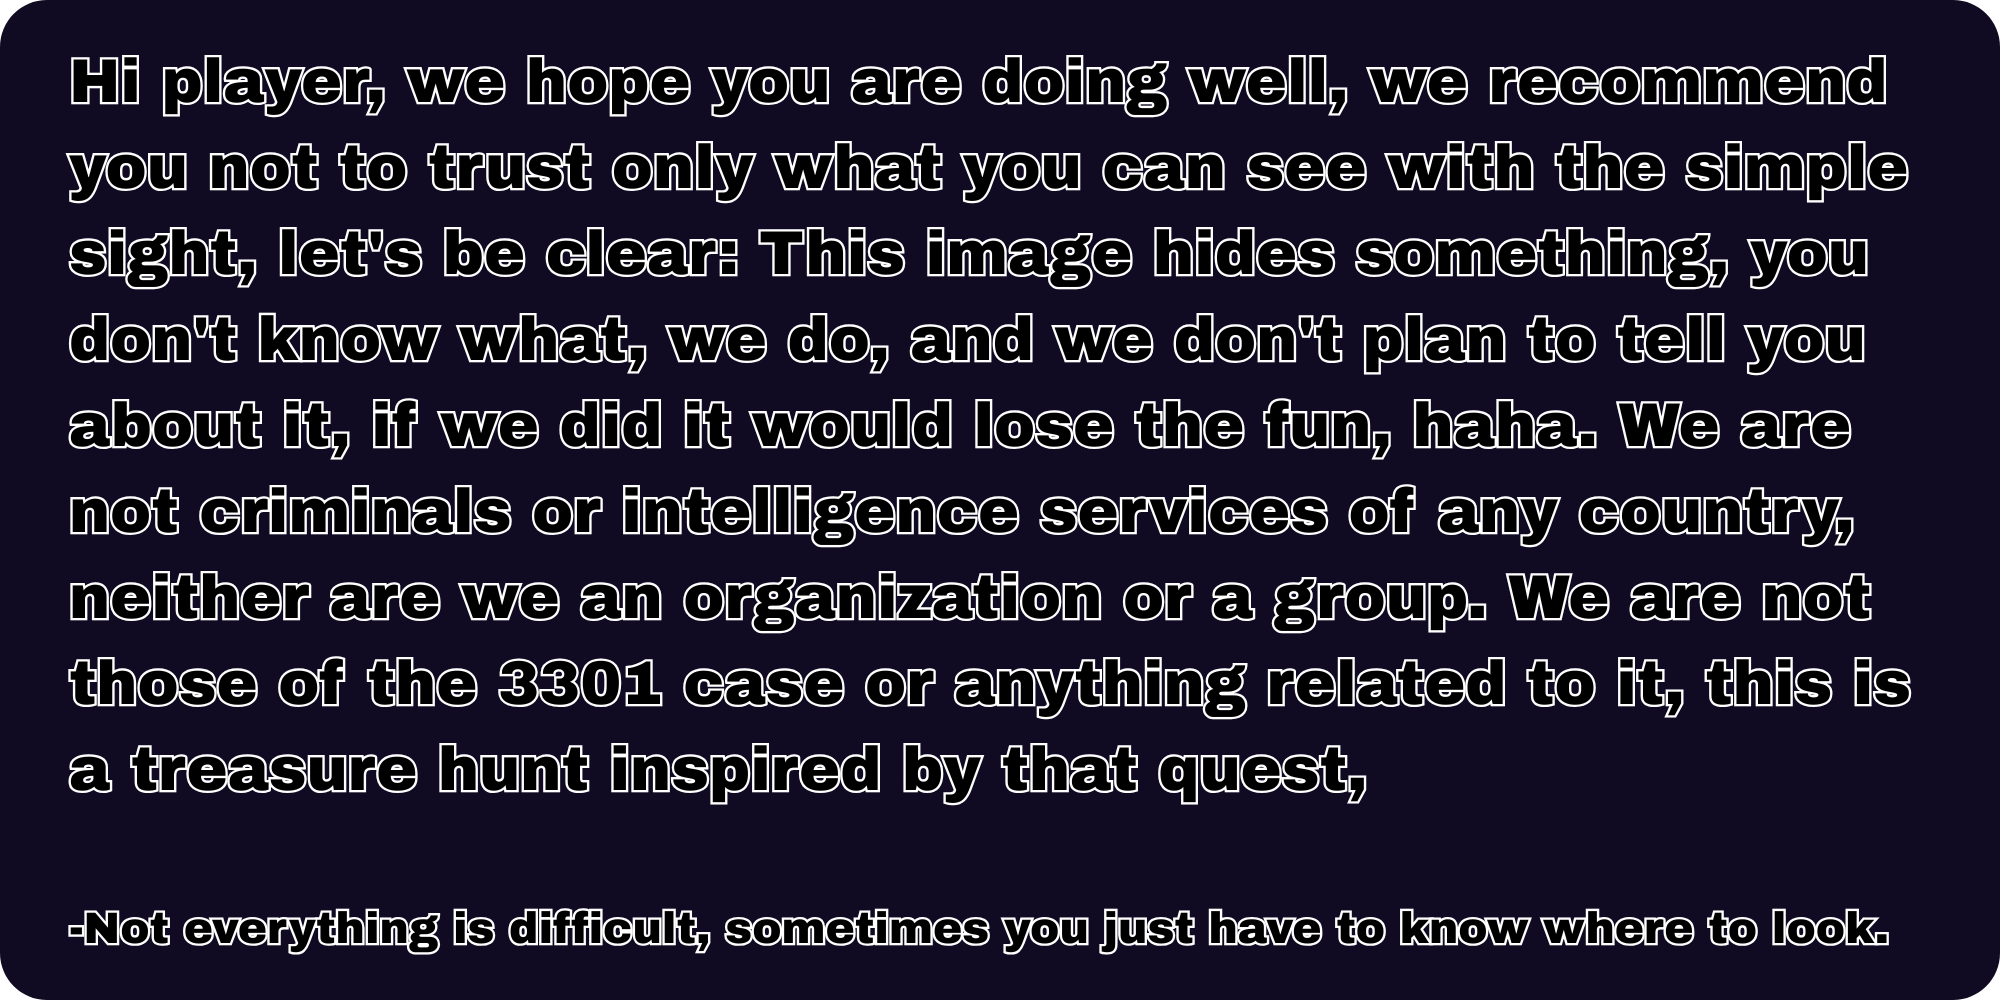 Hi player, we hope you are doing well, we recommend
you not to trust only what you can see with the simple
sight, let's be clear: This image hides something, you
don't know what, we do, and we don't plan to tell you
about it, if we did it would lose the fun, haha. We are
not criminals or intelligence services of any country,
neither are we an organization or a group. We are not
those of the 3301 case or anything related to it, this is
a treasure hunt inspired by that quest,
-Not everything is difficult, sometimes you just have to know where to look.